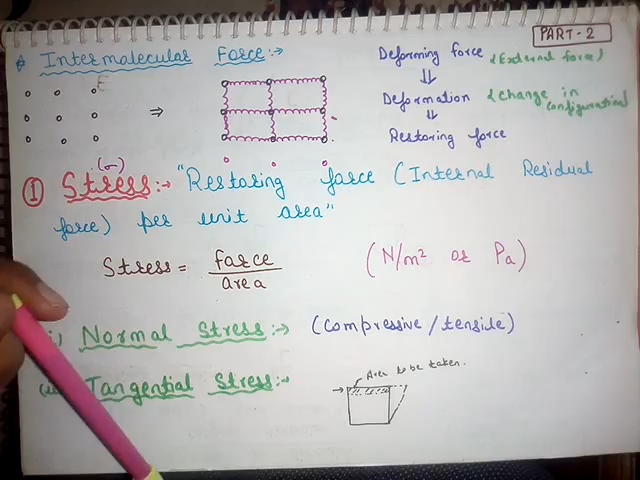 PART-2
* Intermolecular Force :→
Deforming force (External force)
⇓
⇒
Deformation (change in configuration)
⇓
Restoring force
(σ)
① Stress :→ "Restoring force (Internal Residual
force) per unit area"
Stress = force / area (N/m² or Pa)
i) Normal Stress :→ (Compressive/tensile)
Area to be taken.
Tangential Stress :→